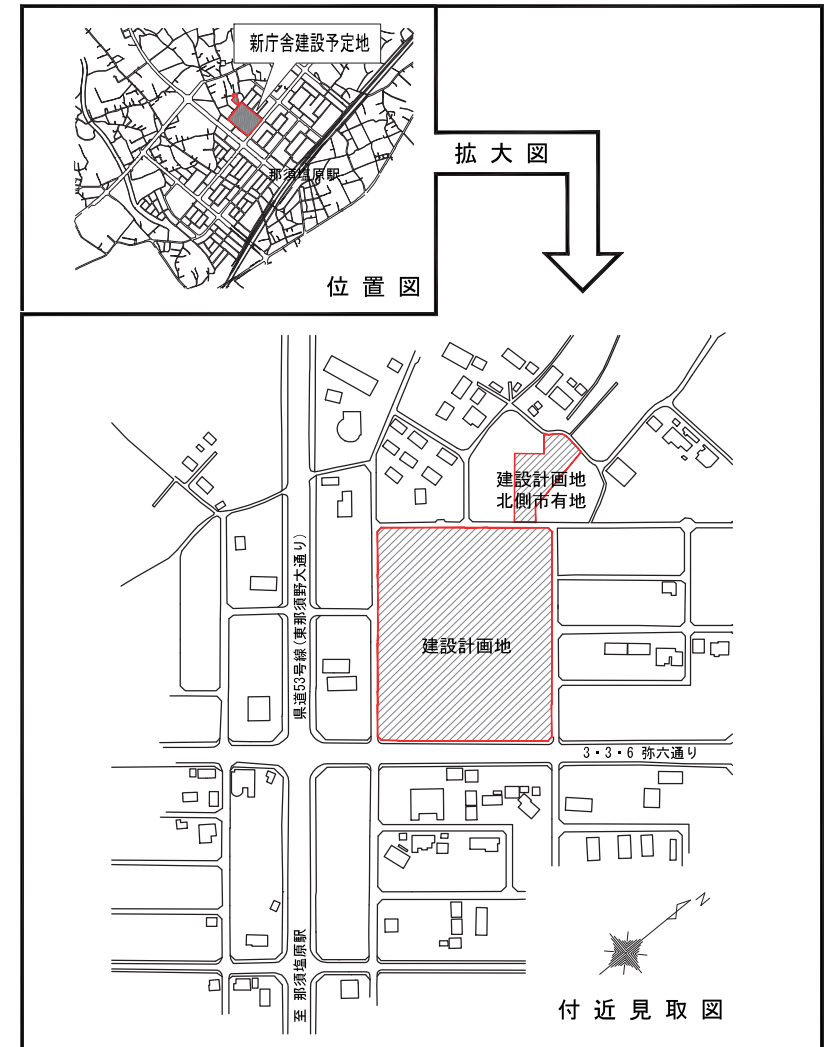 新庁舎建設予定地
那須塩原駅
位置図
拡大図
建設計画地
北側市有地
県道53号線(東那須野大通り)
建設計画地
3・3・6 弥六通り
至 那須塩原駅
N
付近見取図